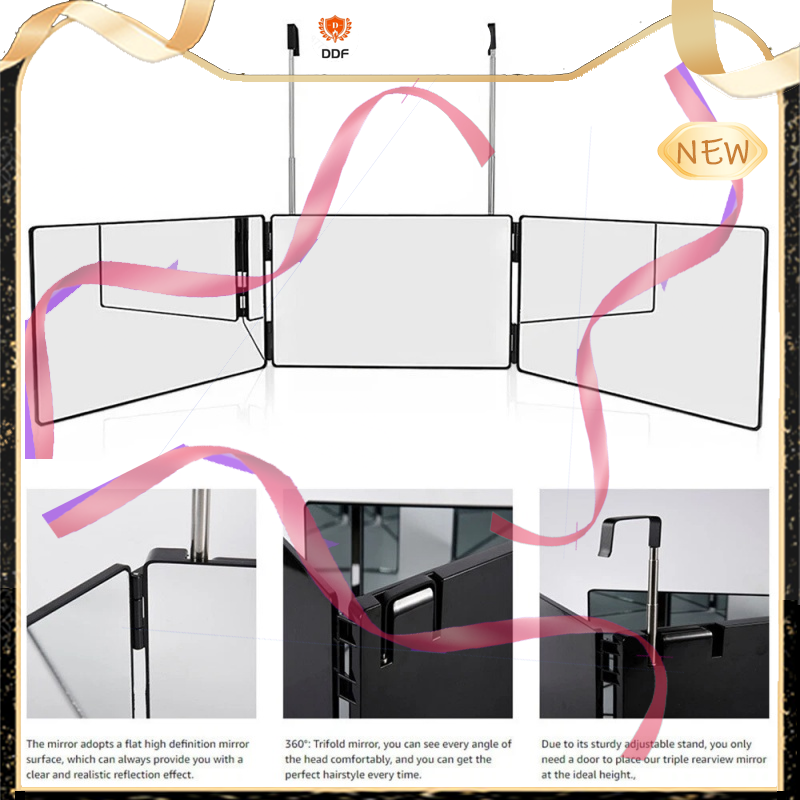 DDF
NEW
The mirror adopts a flat high definition mirror
surface, which can always provide you with a
clear and realistic reflection effect.
360°: Trifold mirror, you can see every angle of
the head comfortably, and you can get the
perfect hairstyle every time.
Due to its sturdy adjustable stand, you only
need a door to place our triple rearview mirror
at the ideal height.,